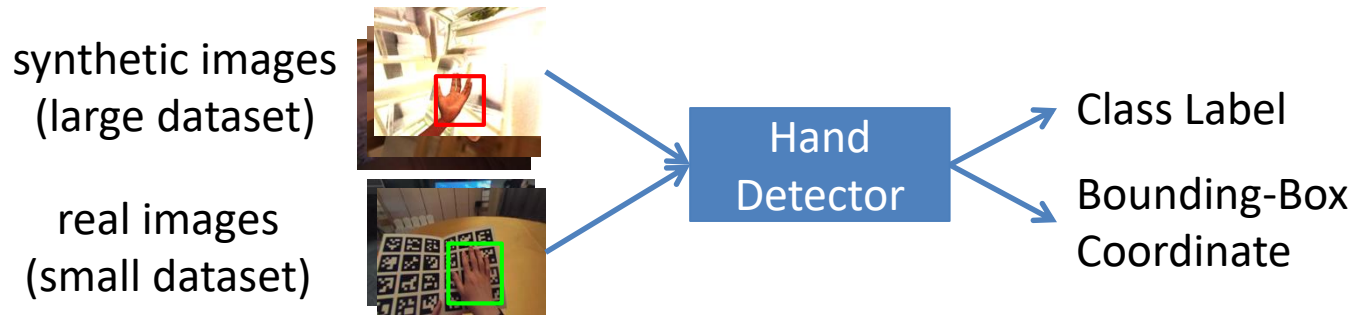 synthetic images
(large dataset)
real images
(small dataset)
Hand
Detector
Class Label
Bounding-Box
Coordinate